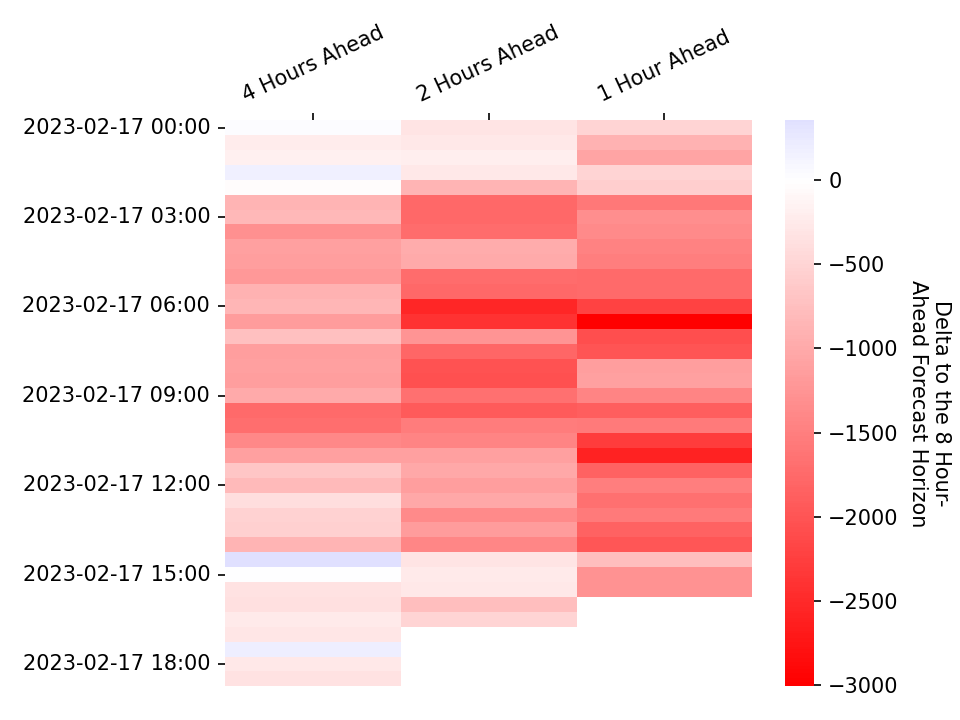 4 Hours Ahead
2 Hours Ahead
1 Hour Ahead
2023-02-17 00:00
2023-02-17 03:00
2023-02-17 06:00
2023-02-17 09:00
2023-02-17 12:00
2023-02-17 15:00
2023-02-17 18:00
0
−500
−1000
−1500
−2000
−2500
−3000
Delta to the 8 Hour-
Ahead Forecast Horizon